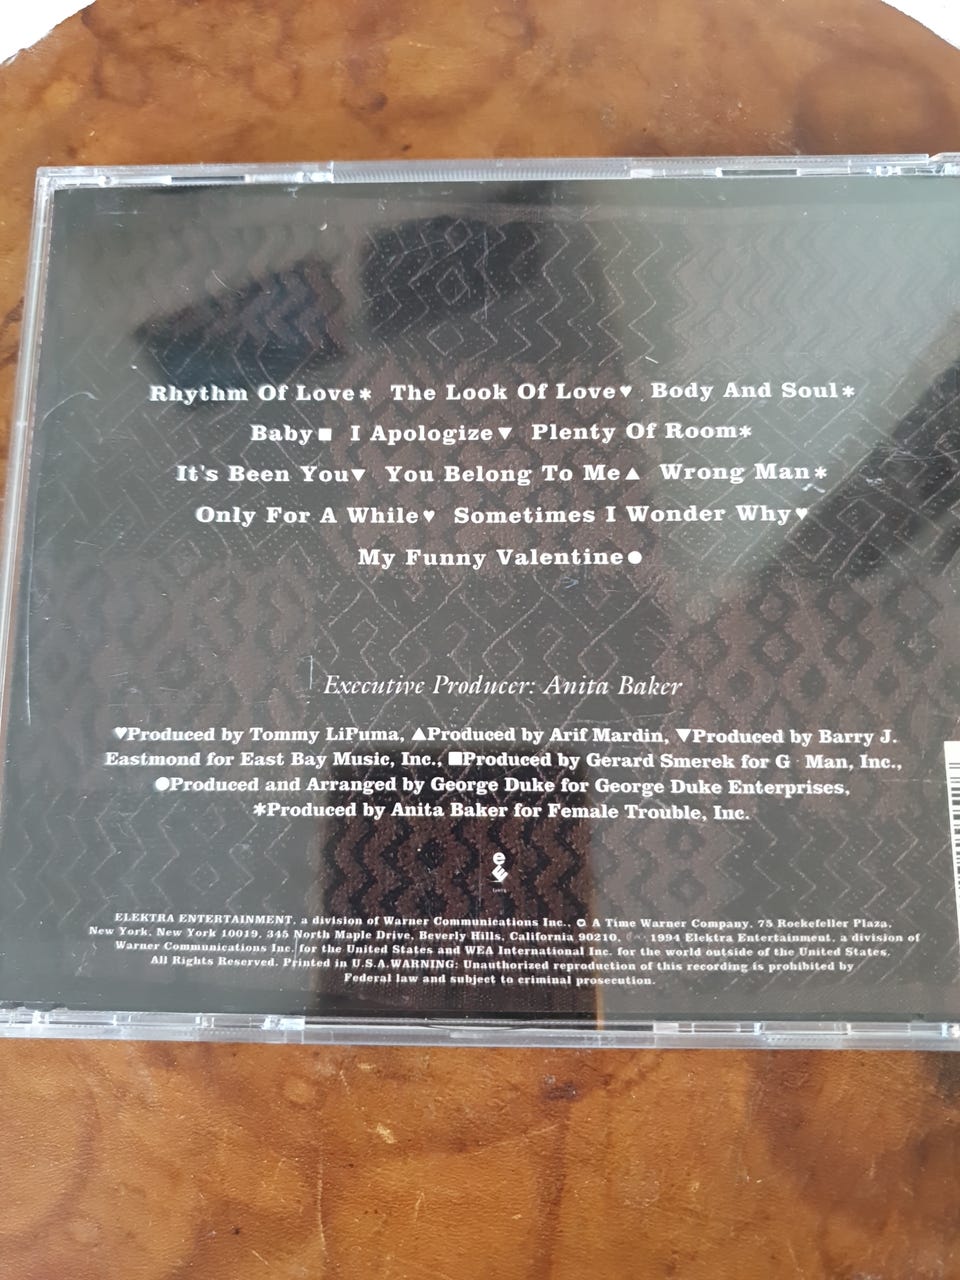 Rhythm Of Love* The Look Of Love♥ Body And Soul*
Baby■ I Apologize▼ Plenty Of Room*
It's Been You▼ You Belong To Me▲ Wrong Man*
Only For A While♥ Sometimes I Wonder Why♥
My Funny Valentine●
Executive Producer: Anita Baker
♥Produced by Tommy LiPuma, ▲Produced by Arif Mardin, ▼Produced by Barry J.
Eastmond for East Bay Music, Inc., ■Produced by Gerard Smerek for G Man, Inc.,
●Produced and Arranged by George Duke for George Duke Enterprises,
*Produced by Anita Baker for Female Trouble, Inc.
ELEKTRA ENTERTAINMENT, a division of Warner Communications Inc., A Time Warner Company, 75 Rockefeller Plaza,
New York, New York 10019, 345 North Maple Drive, Beverly Hills, California 90210. 1994 Elektra Entertainment, a division of
Warner Communications Inc. for the United States and WEA International Inc. for the world outside of the United States.
All Rights Reserved. Printed in U.S.A.WARNING: Unauthorized reproduction of this recording is prohibited by
Federal law and subject to criminal prosecution.